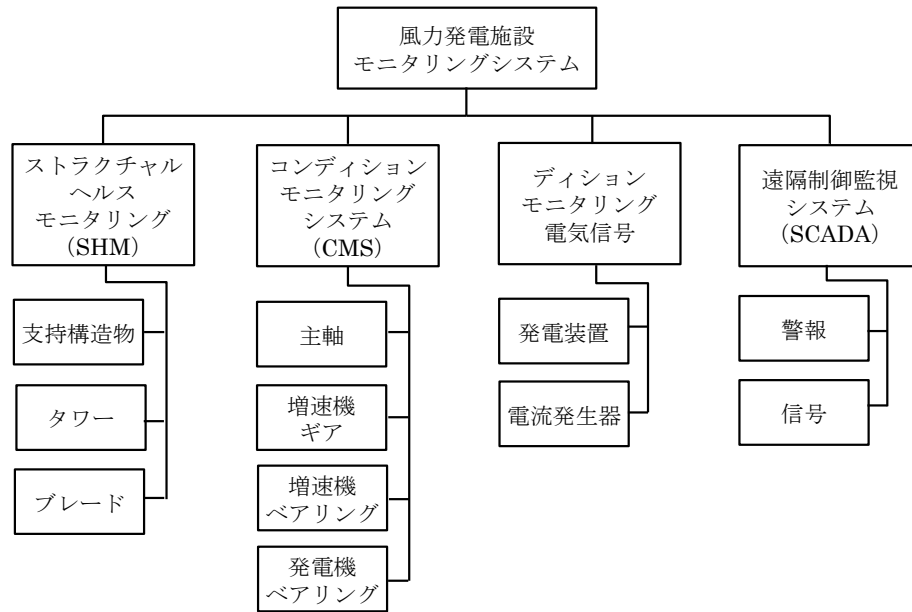 風力発電施設
モニタリングシステム
ストラクチャル
ヘルス
モニタリング
(SHM)
支持構造物
タワー
ブレード
コンディション
モニタリング
システム
(CMS)
主軸
増速機
ギア
増速機
ベアリング
発電機
ベアリング
ディション
モニタリング
電気信号
発電装置
電流発生器
遠隔制御監視
システム
(SCADA)
警報
信号